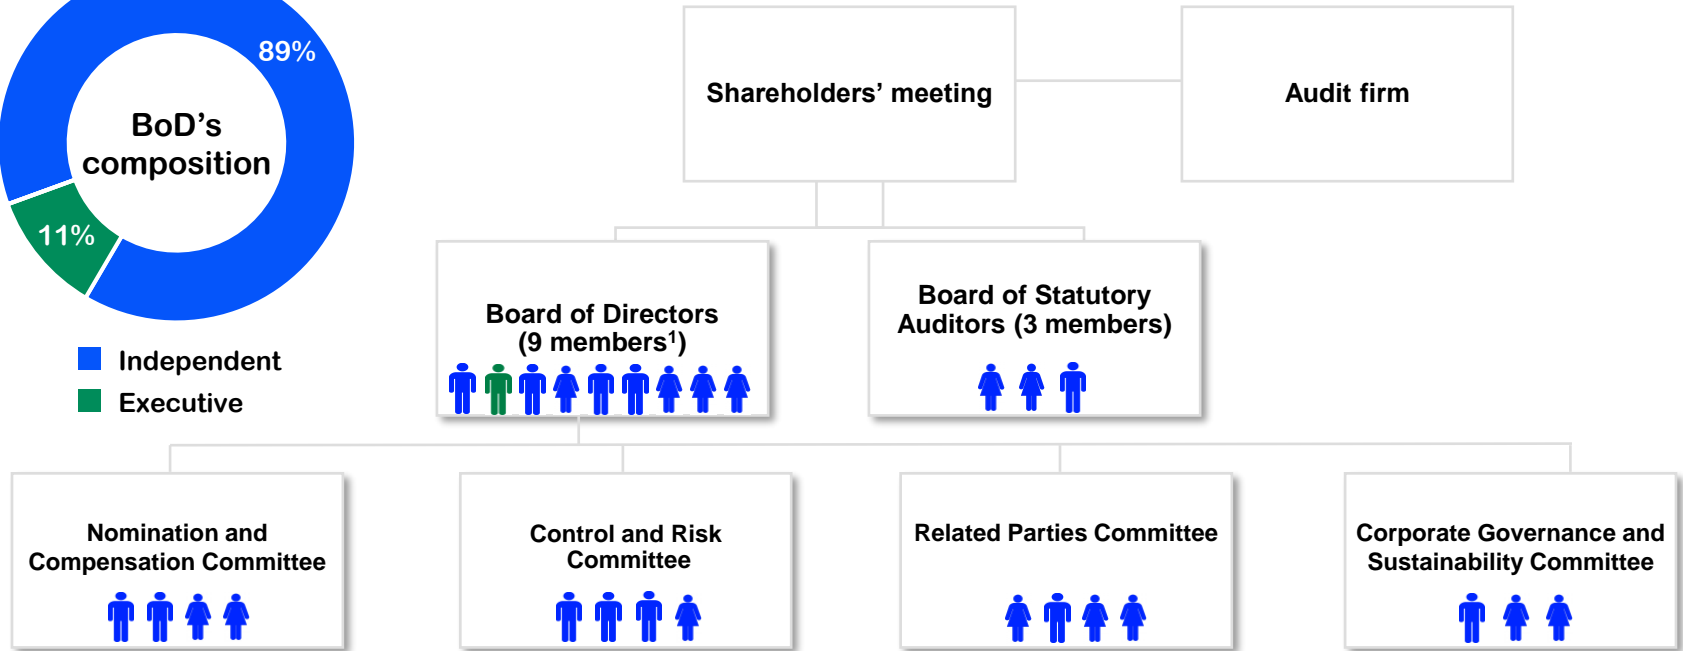 89%
BoD’s
composition
11%
Independent
Executive
Shareholders’ meeting
Audit firm
Board of Directors
(9 members¹)
Board of Statutory
Auditors (3 members)
Nomination and
Compensation Committee
Control and Risk
Committee
Related Parties Committee
Corporate Governance and
Sustainability Committee